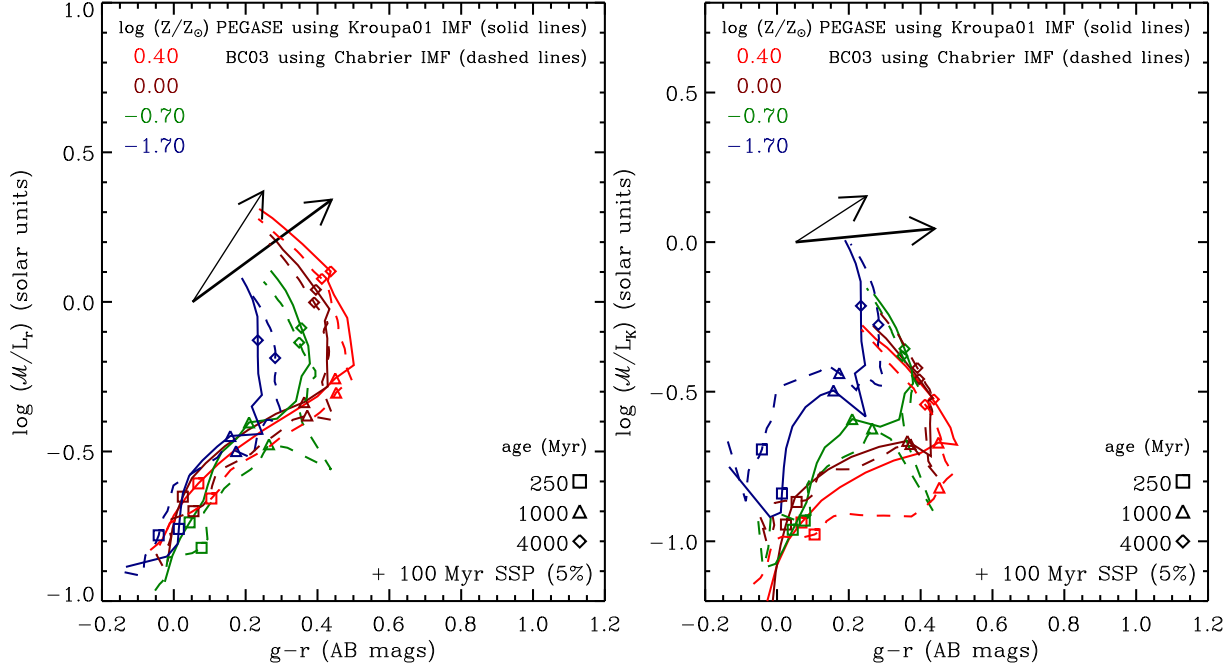 log (Z/Z⊙) PEGASE using Kroupa01 IMF (solid lines)
0.40 BC03 using Chabrier IMF (dashed lines)
0.00
−0.70
−1.70
1.0
0.5
0.0
−0.5
−1.0
log (ℳ/Lr) (solar units)
age (Myr)
250
1000
4000
+ 100 Myr SSP (5%)
−0.2 0.0 0.2 0.4 0.6 0.8 1.0 1.2
g−r (AB mags)
log (Z/Z⊙) PEGASE using Kroupa01 IMF (solid lines)
0.40 BC03 using Chabrier IMF (dashed lines)
0.00
−0.70
−1.70
0.5
0.0
−0.5
−1.0
log (ℳ/LK) (solar units)
age (Myr)
250
1000
4000
+ 100 Myr SSP (5%)
−0.2 0.0 0.2 0.4 0.6 0.8 1.0 1.2
g−r (AB mags)